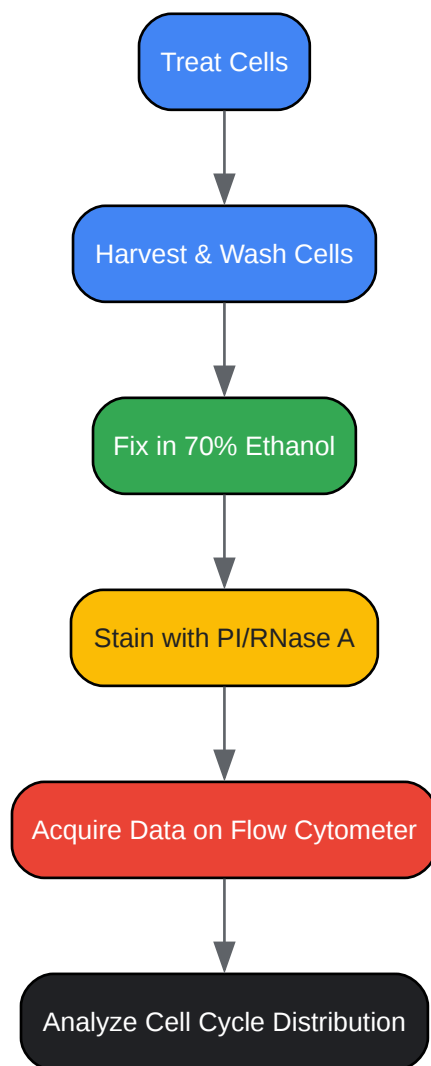 Treat Cells
Harvest & Wash Cells
Fix in 70% Ethanol
Stain with PI/RNase A
Acquire Data on Flow Cytometer
Analyze Cell Cycle Distribution